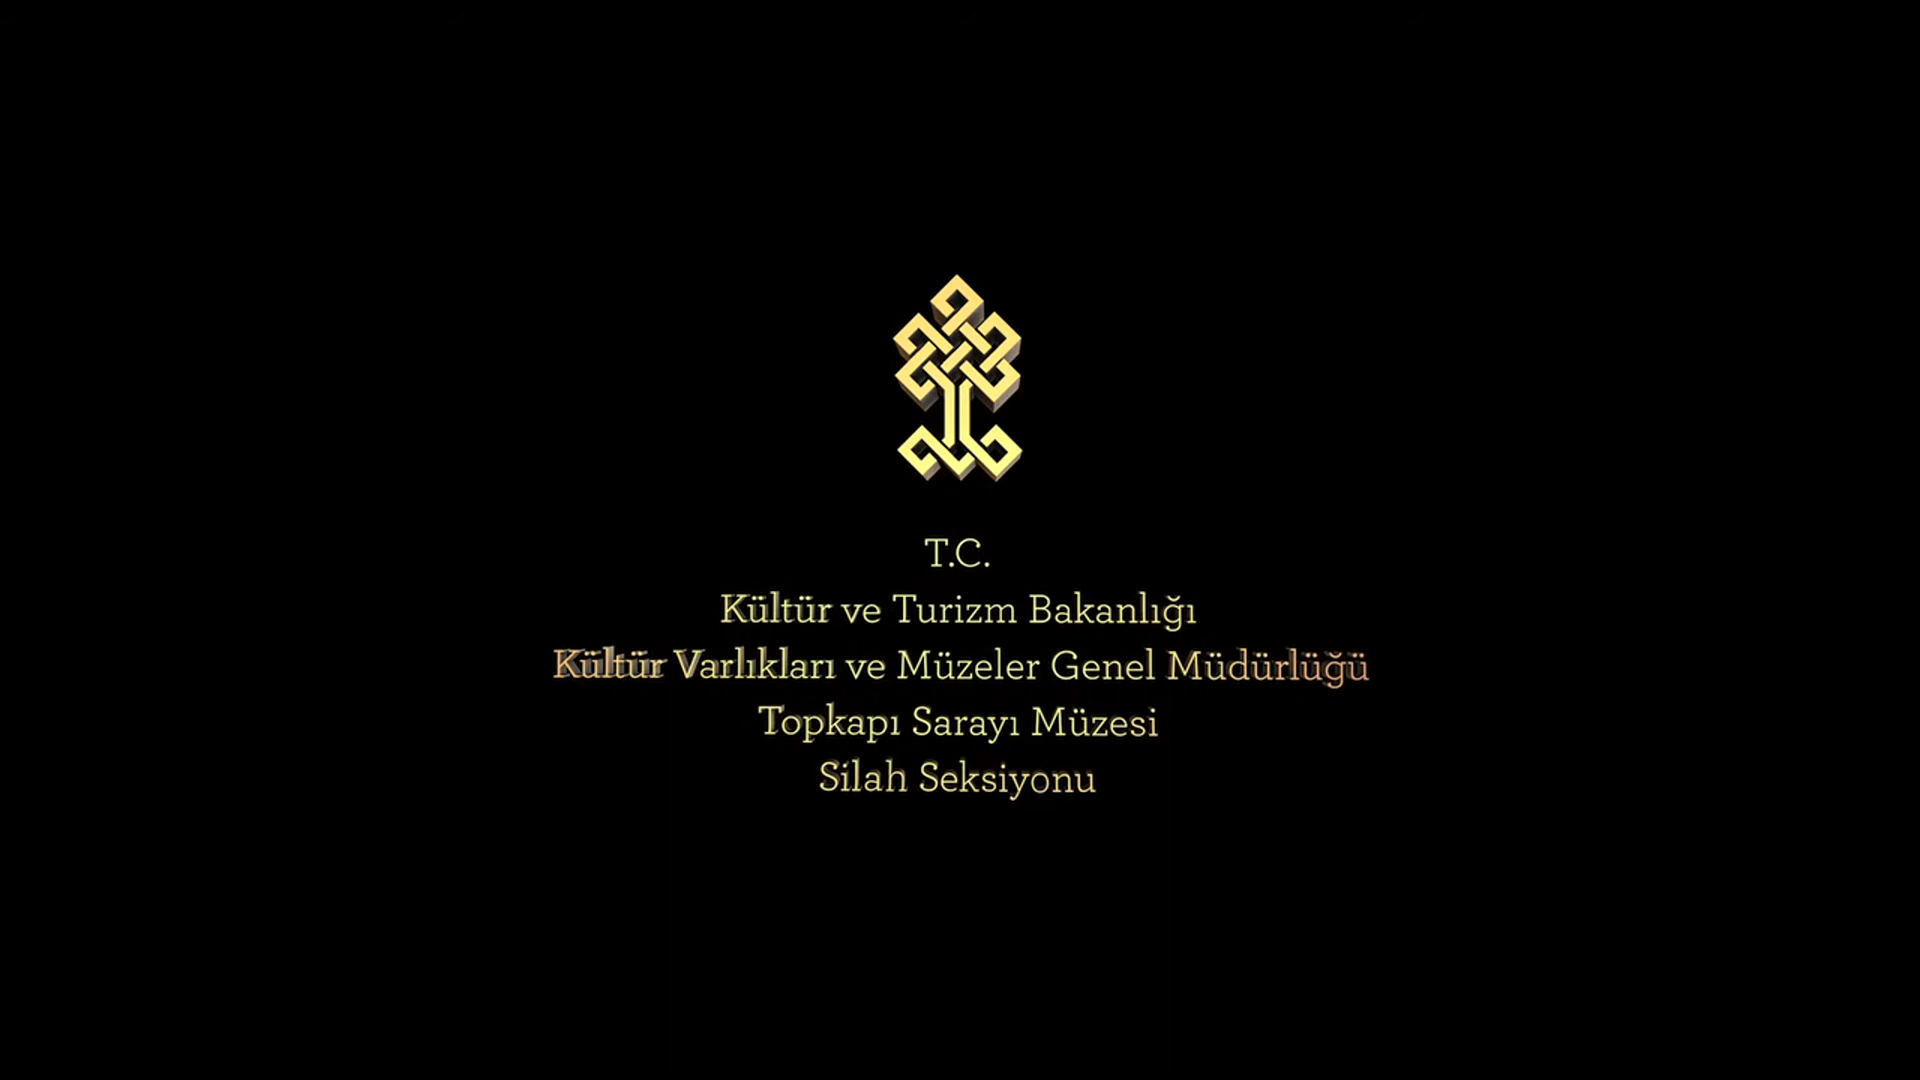 T.C.
Kültür ve Turizm Bakanlığı
Kültür Varlıkları ve Müzeler Genel Müdürlüğü
Topkapı Sarayı Müzesi
Silah Seksiyonu